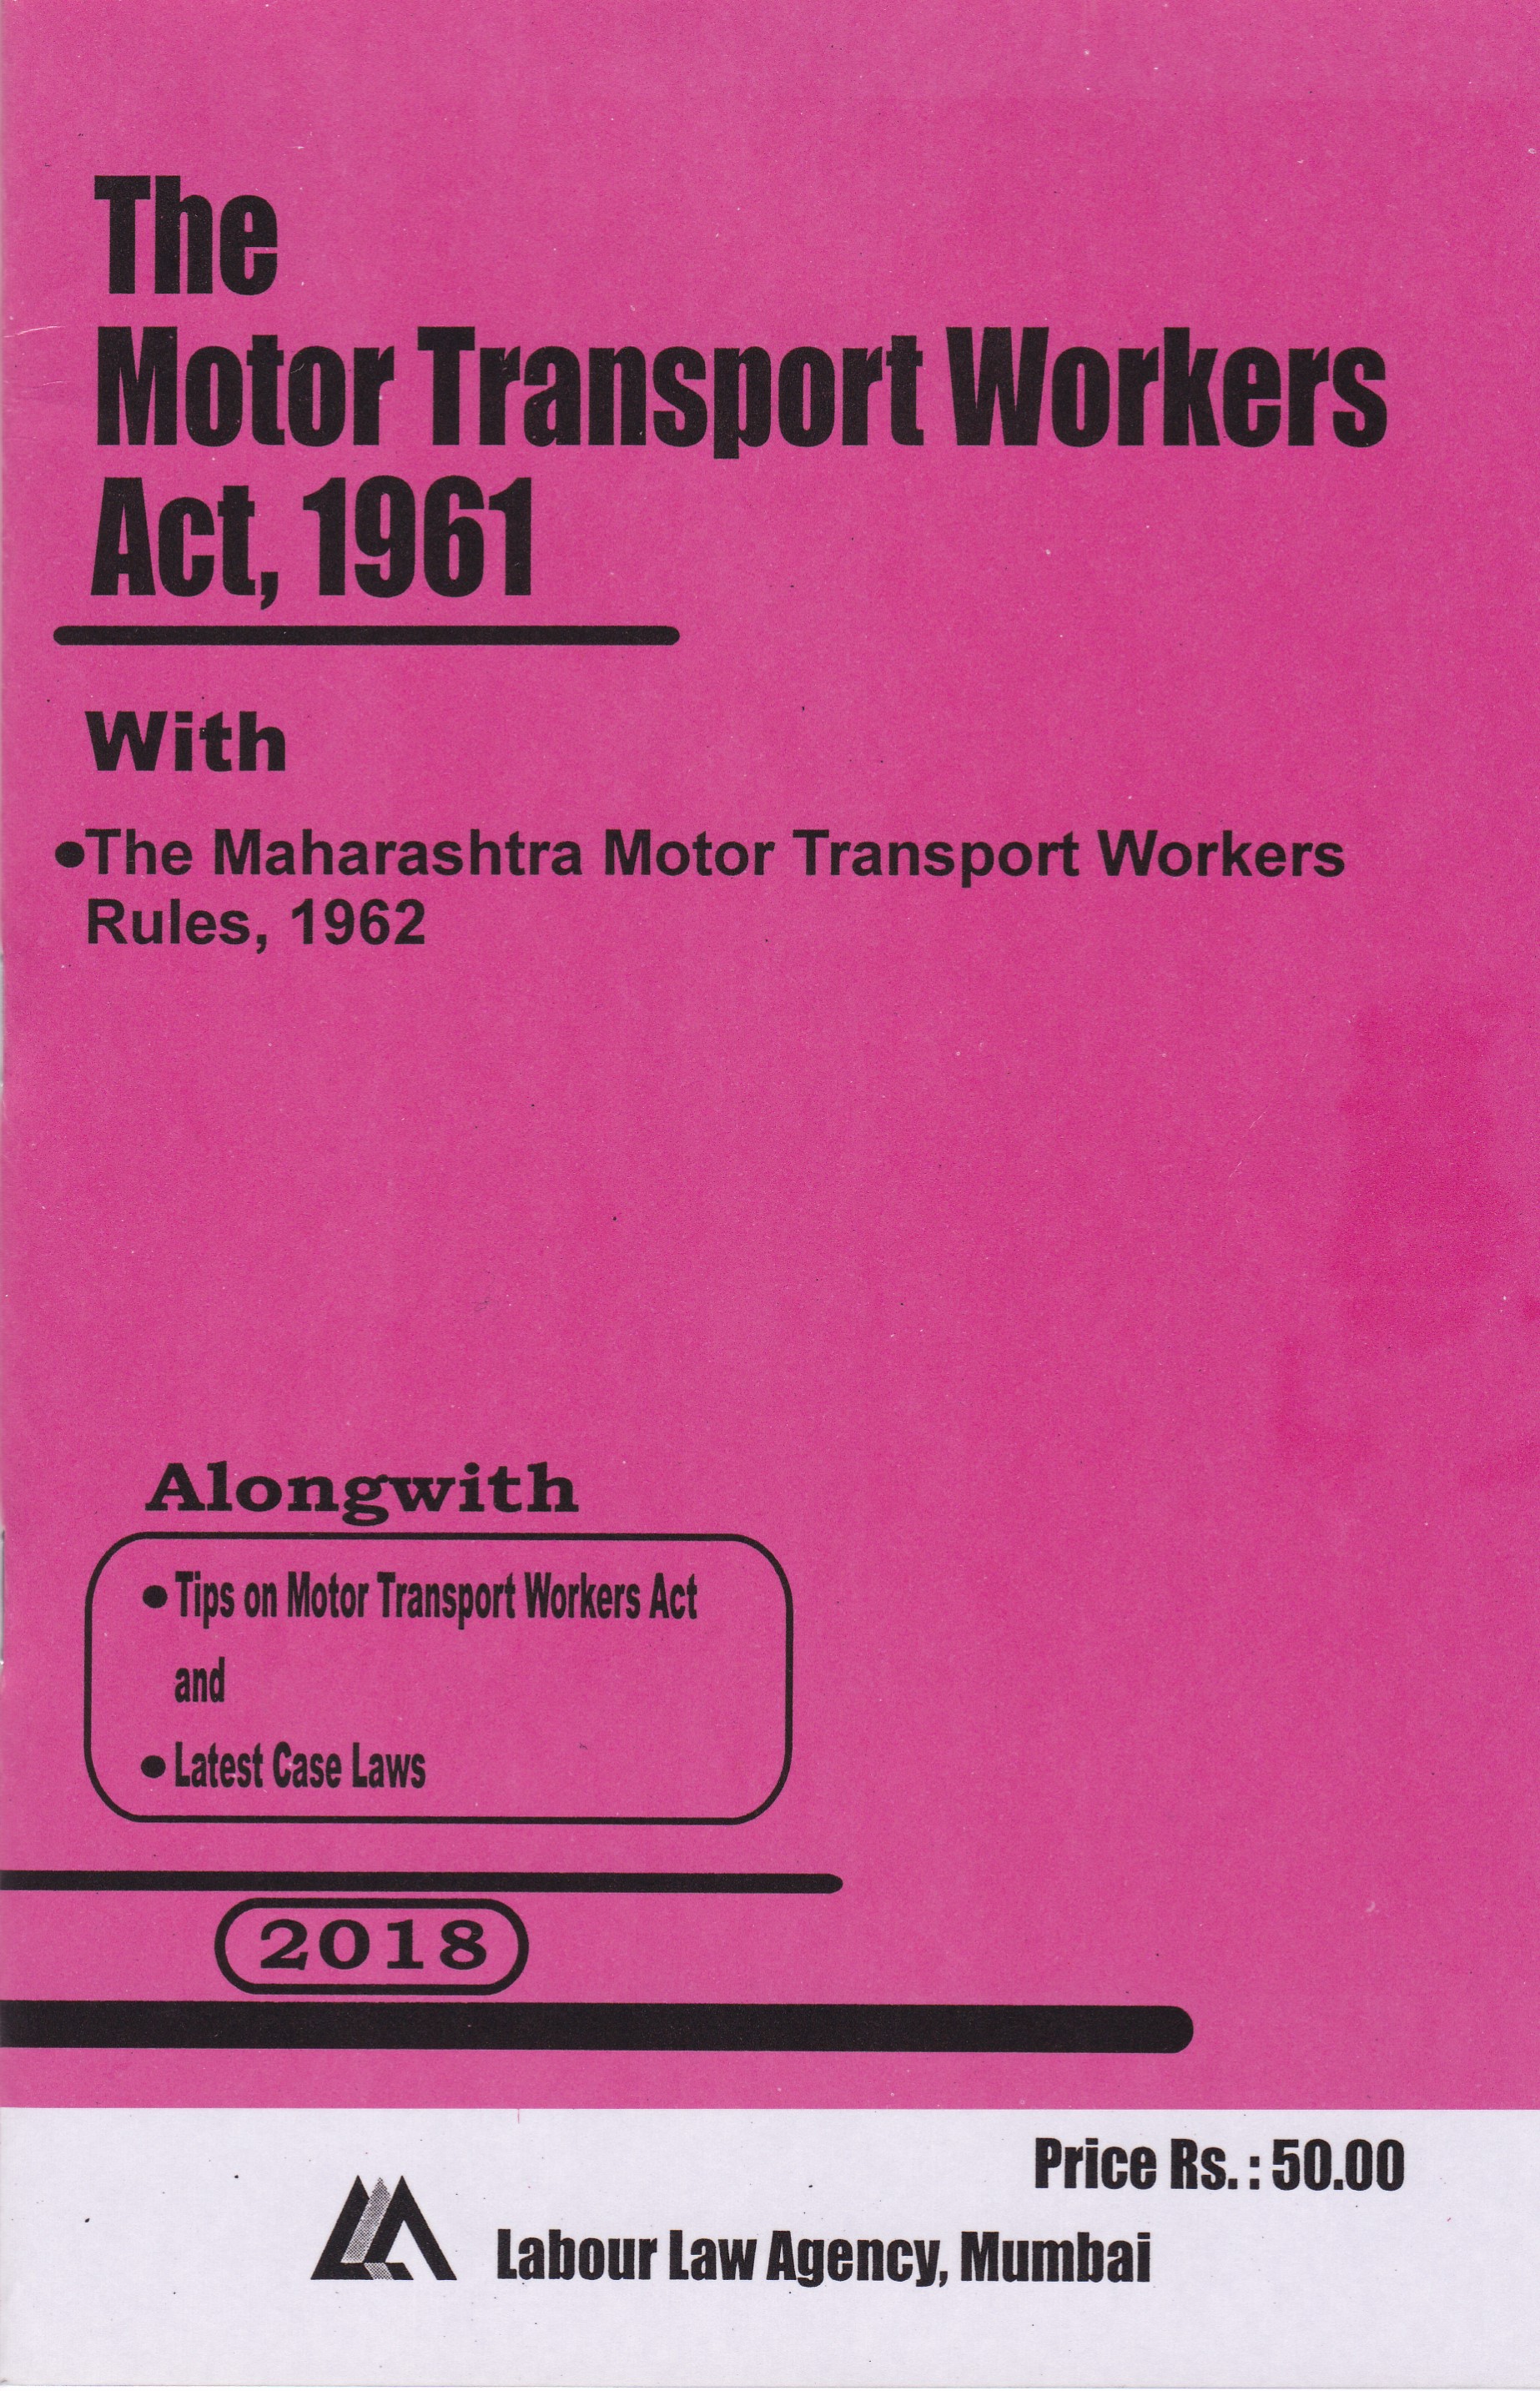 The
Motor Transport Workers
Act, 1961
With
•The Maharashtra Motor Transport Workers
Rules, 1962
Alongwith
• Tips on Motor Transport Workers Act
and
• Latest Case Laws
2018
Price Rs. : 50.00
Labour Law Agency, Mumbai